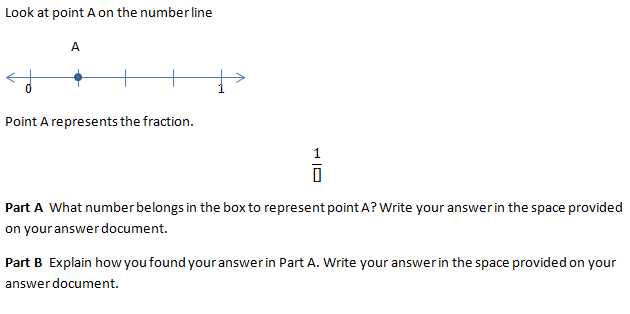 Look at point A on the number line
A
0 1
Point A represents the fraction.
1
▯
Part A What number belongs in the box to represent point A? Write your answer in the space provided
on your answer document.
Part B Explain how you found your answer in Part A. Write your answer in the space provided on your
answer document.